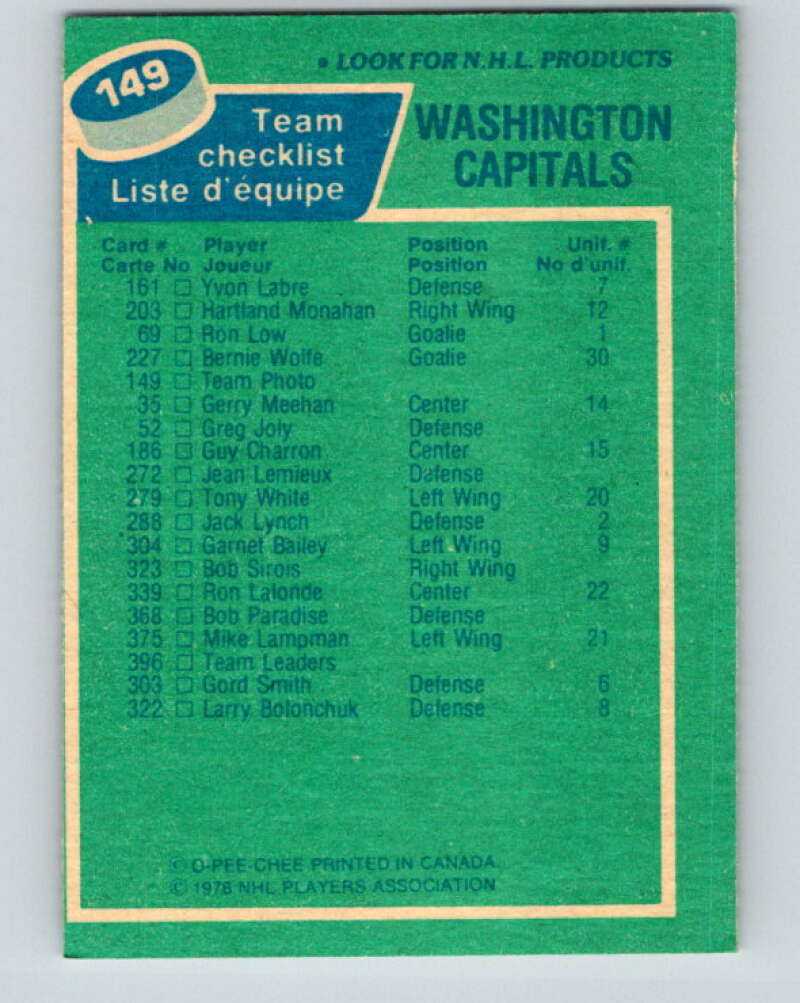 149
• LOOK FOR N.H.L. PRODUCTS
Team
checklist
Liste d'équipe
WASHINGTON
CAPITALS
Card # Player Position Unif. #
Carte No Joueur Position No d'unif.
161 □ Yvon Labre Defense 7
203 □ Hartland Monahan Right Wing 12
69 □ Ron Low Goalie 1
227 □ Bernie Wolfe Goalie 30
149 □ Team Photo
35 □ Gerry Meehan Center 14
52 □ Greg Joly Defense
186 □ Guy Charron Center 15
272 □ Jean Lemieux Defense
279 □ Tony White Left Wing 20
288 □ Jack Lynch Defense 2
304 □ Garnet Bailey Left Wing 9
323 □ Bob Sirois Right Wing
339 □ Ron Lalonde Center 22
368 □ Bob Paradise Defense
375 □ Mike Lampman Left Wing 21
396 □ Team Leaders
303 □ Gord Smith Defense 6
322 □ Larry Bolonchuk Defense 8
© O-PEE-CHEE PRINTED IN CANADA
© 1976 NHL PLAYERS ASSOCIATION